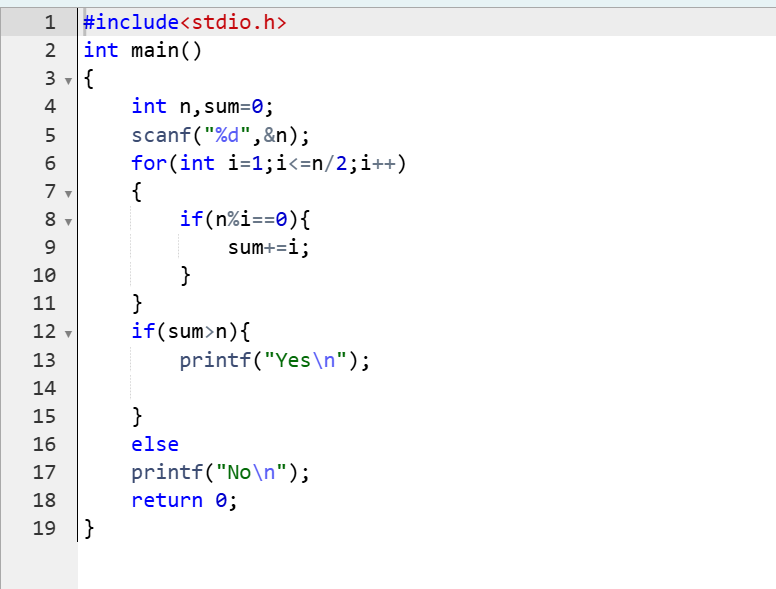 1 #include<stdio.h>
2 int main()
3 {
4     int n,sum=0;
5     scanf("%d",&n);
6     for(int i=1;i<=n/2;i++)
7     {
8         if(n%i==0){
9             sum+=i;
10         }
11     }
12     if(sum>n){
13         printf("Yes\n");
14
15     }
16     else
17     printf("No\n");
18     return 0;
19 }